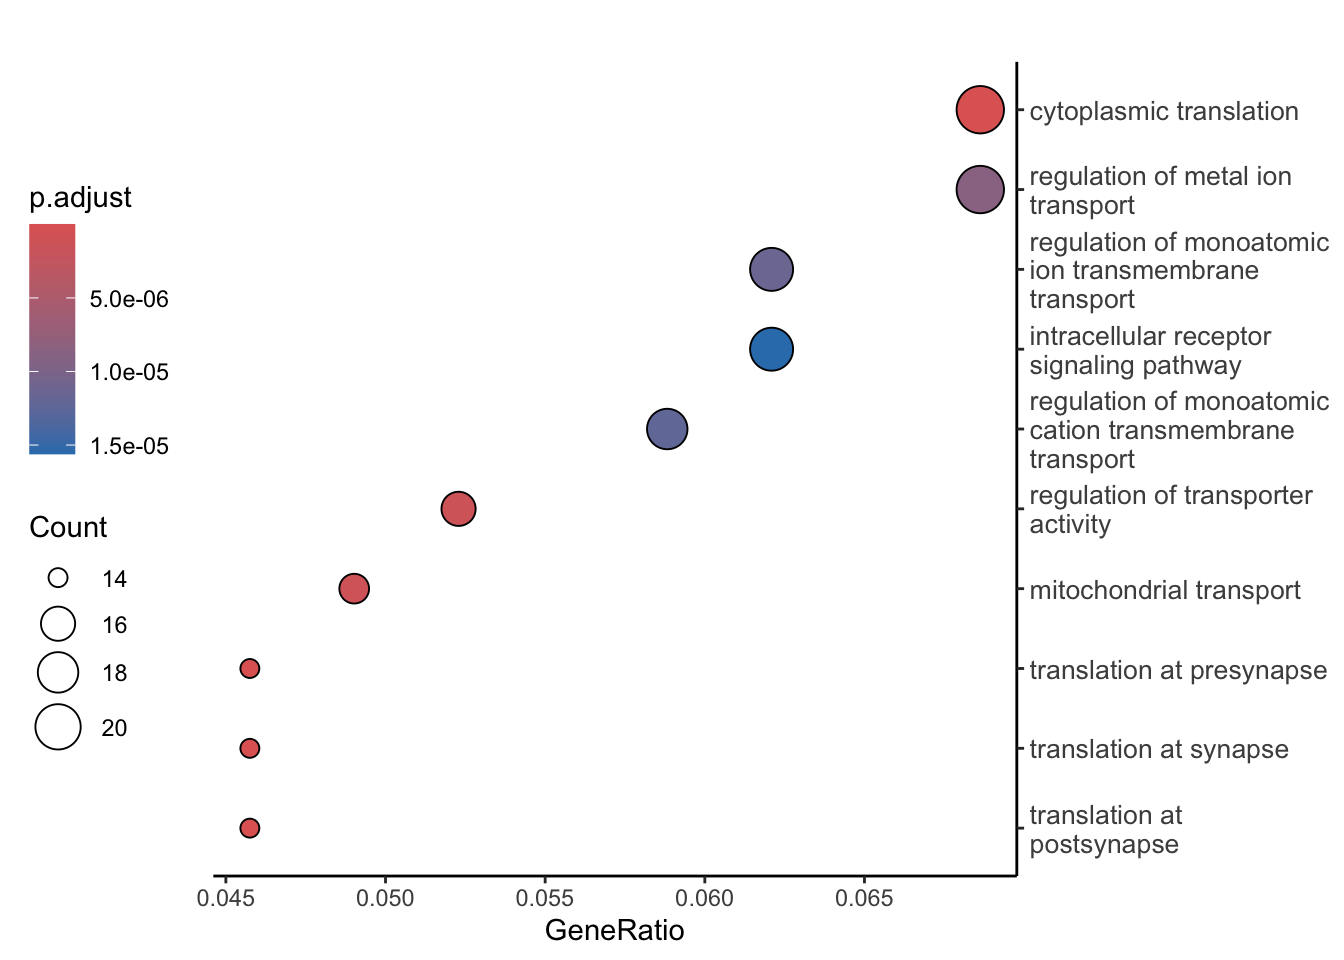 cytoplasmic translation
regulation of metal ion
transport
regulation of monoatomic
ion transmembrane
transport
intracellular receptor
signaling pathway
regulation of monoatomic
cation transmembrane
transport
regulation of transporter
activity
mitochondrial transport
translation at presynapse
translation at synapse
translation at
postsynapse
p.adjust
5.0e-06
1.0e-05
1.5e-05
Count
14
16
18
20
0.045 0.050 0.055 0.060 0.065
GeneRatio